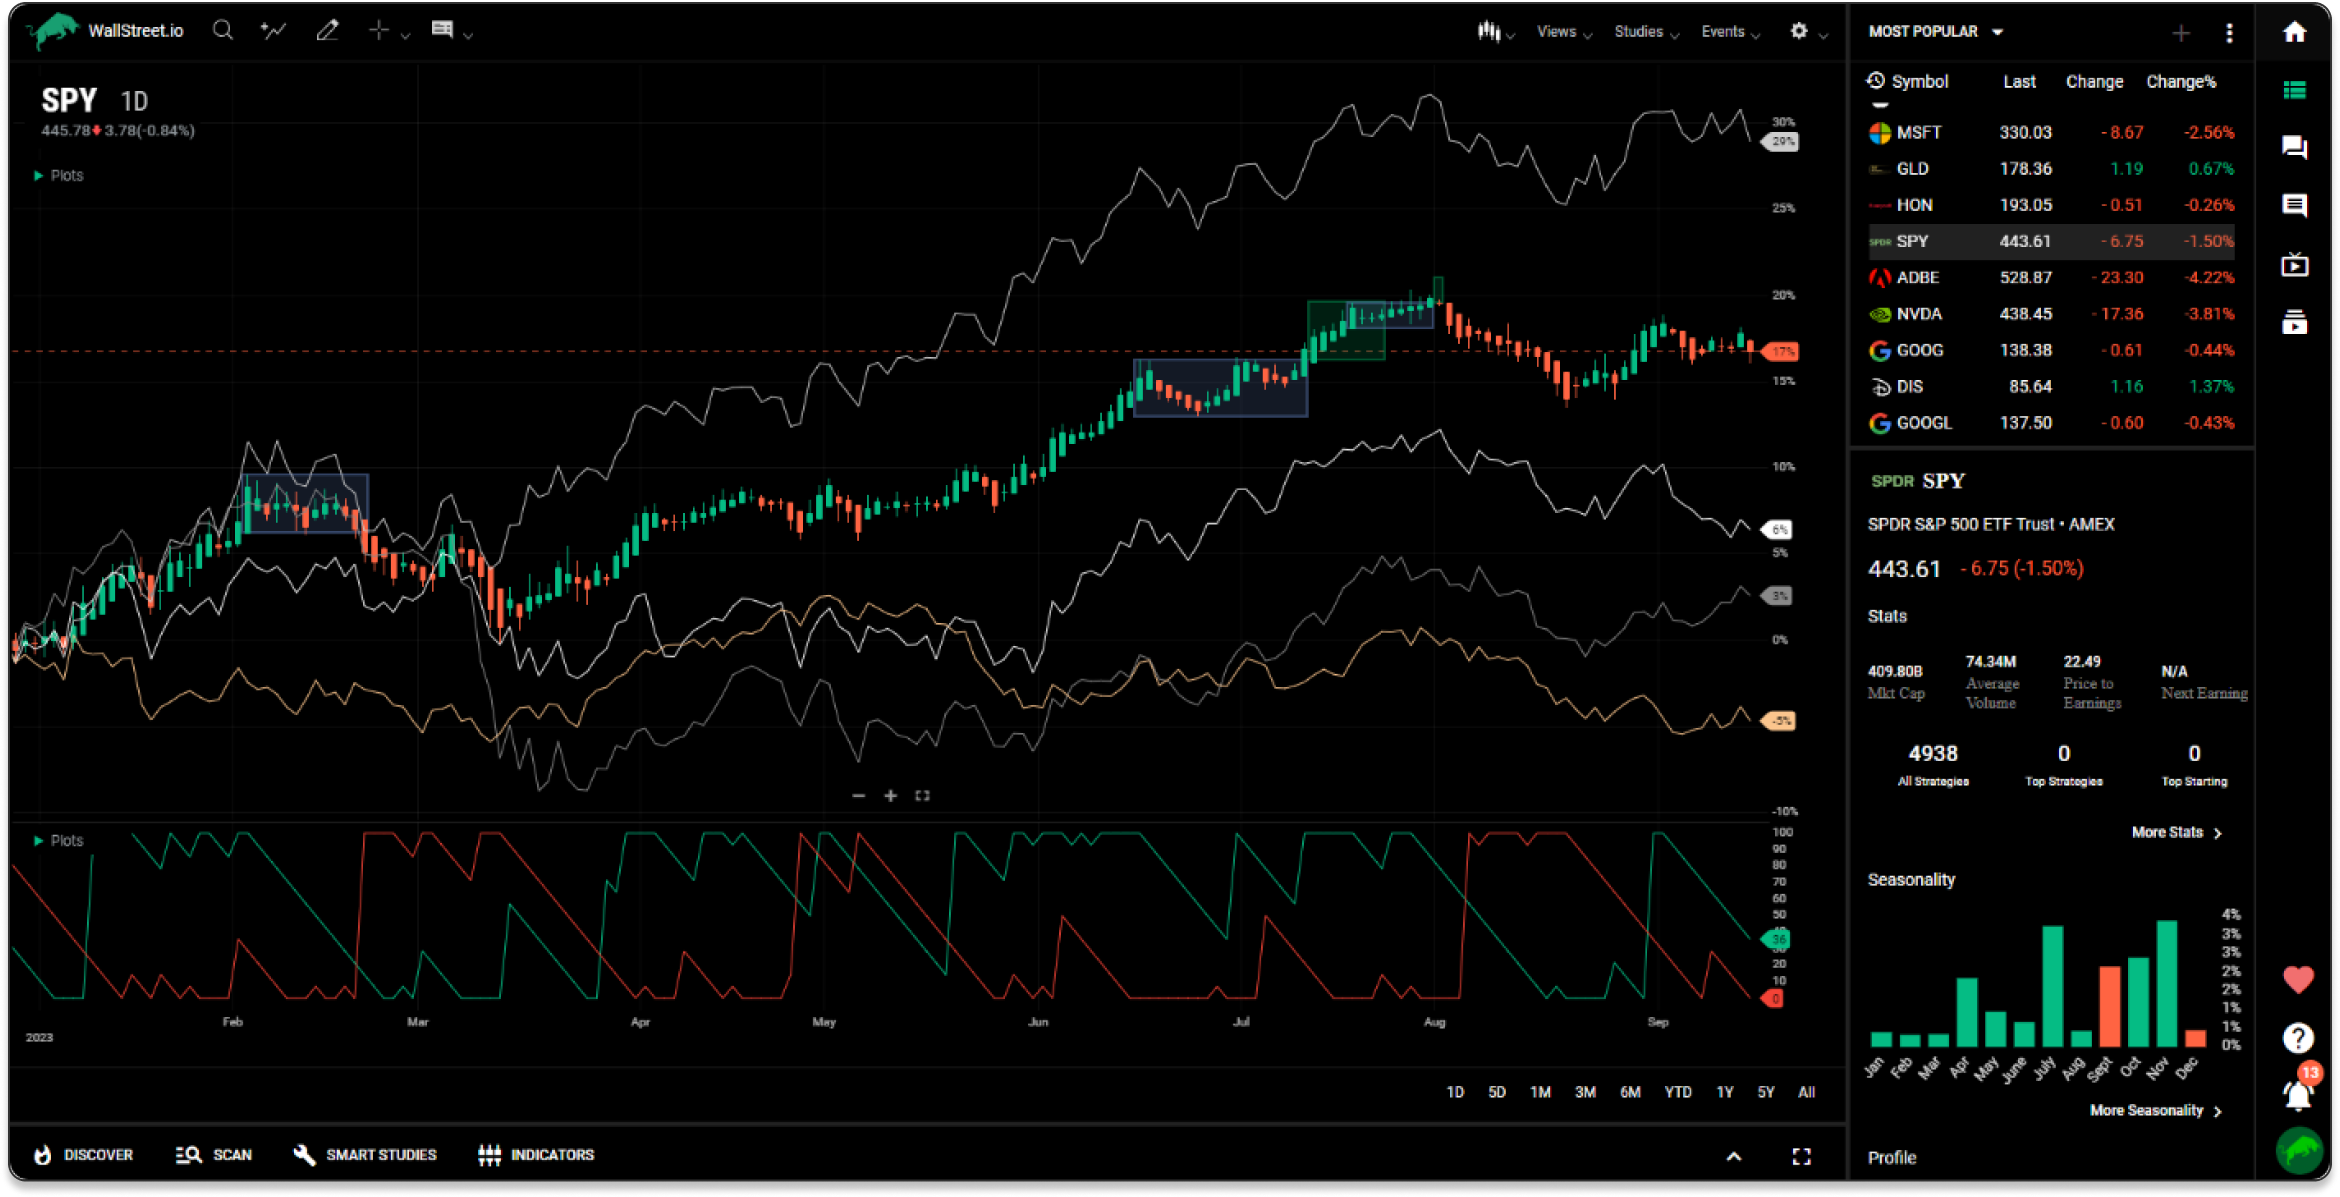 WallStreet.io
Views
Studies
Events
SPY 1D
445.78 3.78(-0.84%)
Plots
30%
29%
25%
20%
17%
15%
10%
6%
5%
3%
0%
-5%
-10%
Plots
100
90
80
70
60
50
36
20
10
0
Feb
Mar
Apr
May
Jun
Jul
Aug
Sep
2023
1D 5D 1M 3M 6M YTD 1Y 5Y All
DISCOVER
SCAN
SMART STUDIES
INDICATORS
MOST POPULAR
Symbol Last Change Change%
MSFT 330.03 -8.67 -2.56%
GLD 178.36 1.19 0.67%
HON 193.05 -0.51 -0.26%
SPDR SPY 443.61 -6.75 -1.50%
ADBE 528.87 -23.30 -4.22%
NVDA 438.45 -17.36 -3.81%
GOOG 138.38 -0.61 -0.44%
DIS 85.64 1.16 1.37%
GOOGL 137.50 -0.60 -0.43%
SPDR SPY
SPDR S&P 500 ETF Trust • AMEX
443.61 -6.75 (-1.50%)
Stats
409.80B
Mkt Cap
74.34M
Average
Volume
22.49
Price to
Earnings
N/A
Next Earning
4938
All Strategies
0
Top Strategies
0
Top Starting
More Stats
Seasonality
4%
3%
3%
2%
2%
1%
1%
0%
Jan
Feb
Mar
Apr
May
June
July
Aug
Sept
Oct
Nov
Dec
More Seasonality
Profile
?
13